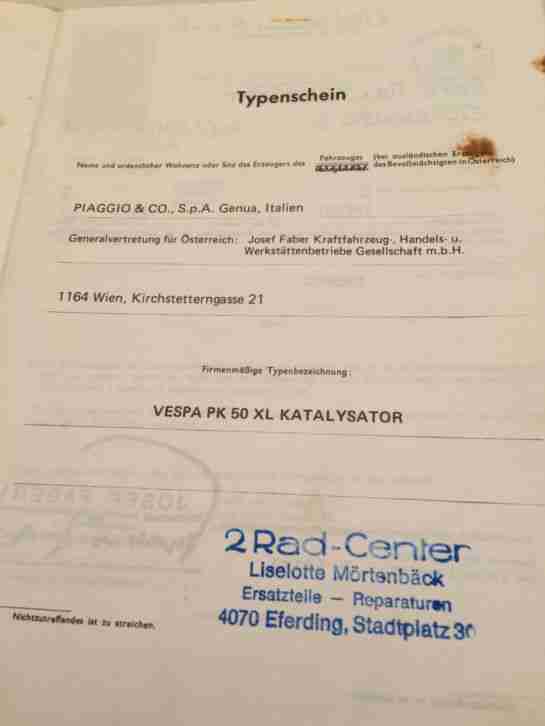 Typenschein
Name und ordentlicher Wohnsitz oder Sitz des Erzeugers des Fahrzeuges (bei ausländischen
des Bevollmächtigten in Österreich)
PIAGGIO & CO., S.p.A. Genua, Italien
Generalvertretung für Österreich: Josef Faber Kraftfahrzeug-, Handels- u.
Werkstättenbetriebe Gesellschaft m.b.H.
1164 Wien, Kirchstetterngasse 21
Firmenmäßige Typenbezeichnung:
VESPA PK 50 XL KATALYSATOR
2 Rad-Center
Liselotte Mörtenbäck
Ersatzteile — Reparaturen
4070 Eferding, Stadtplatz 30
Nichtzutreffendes ist zu streichen.